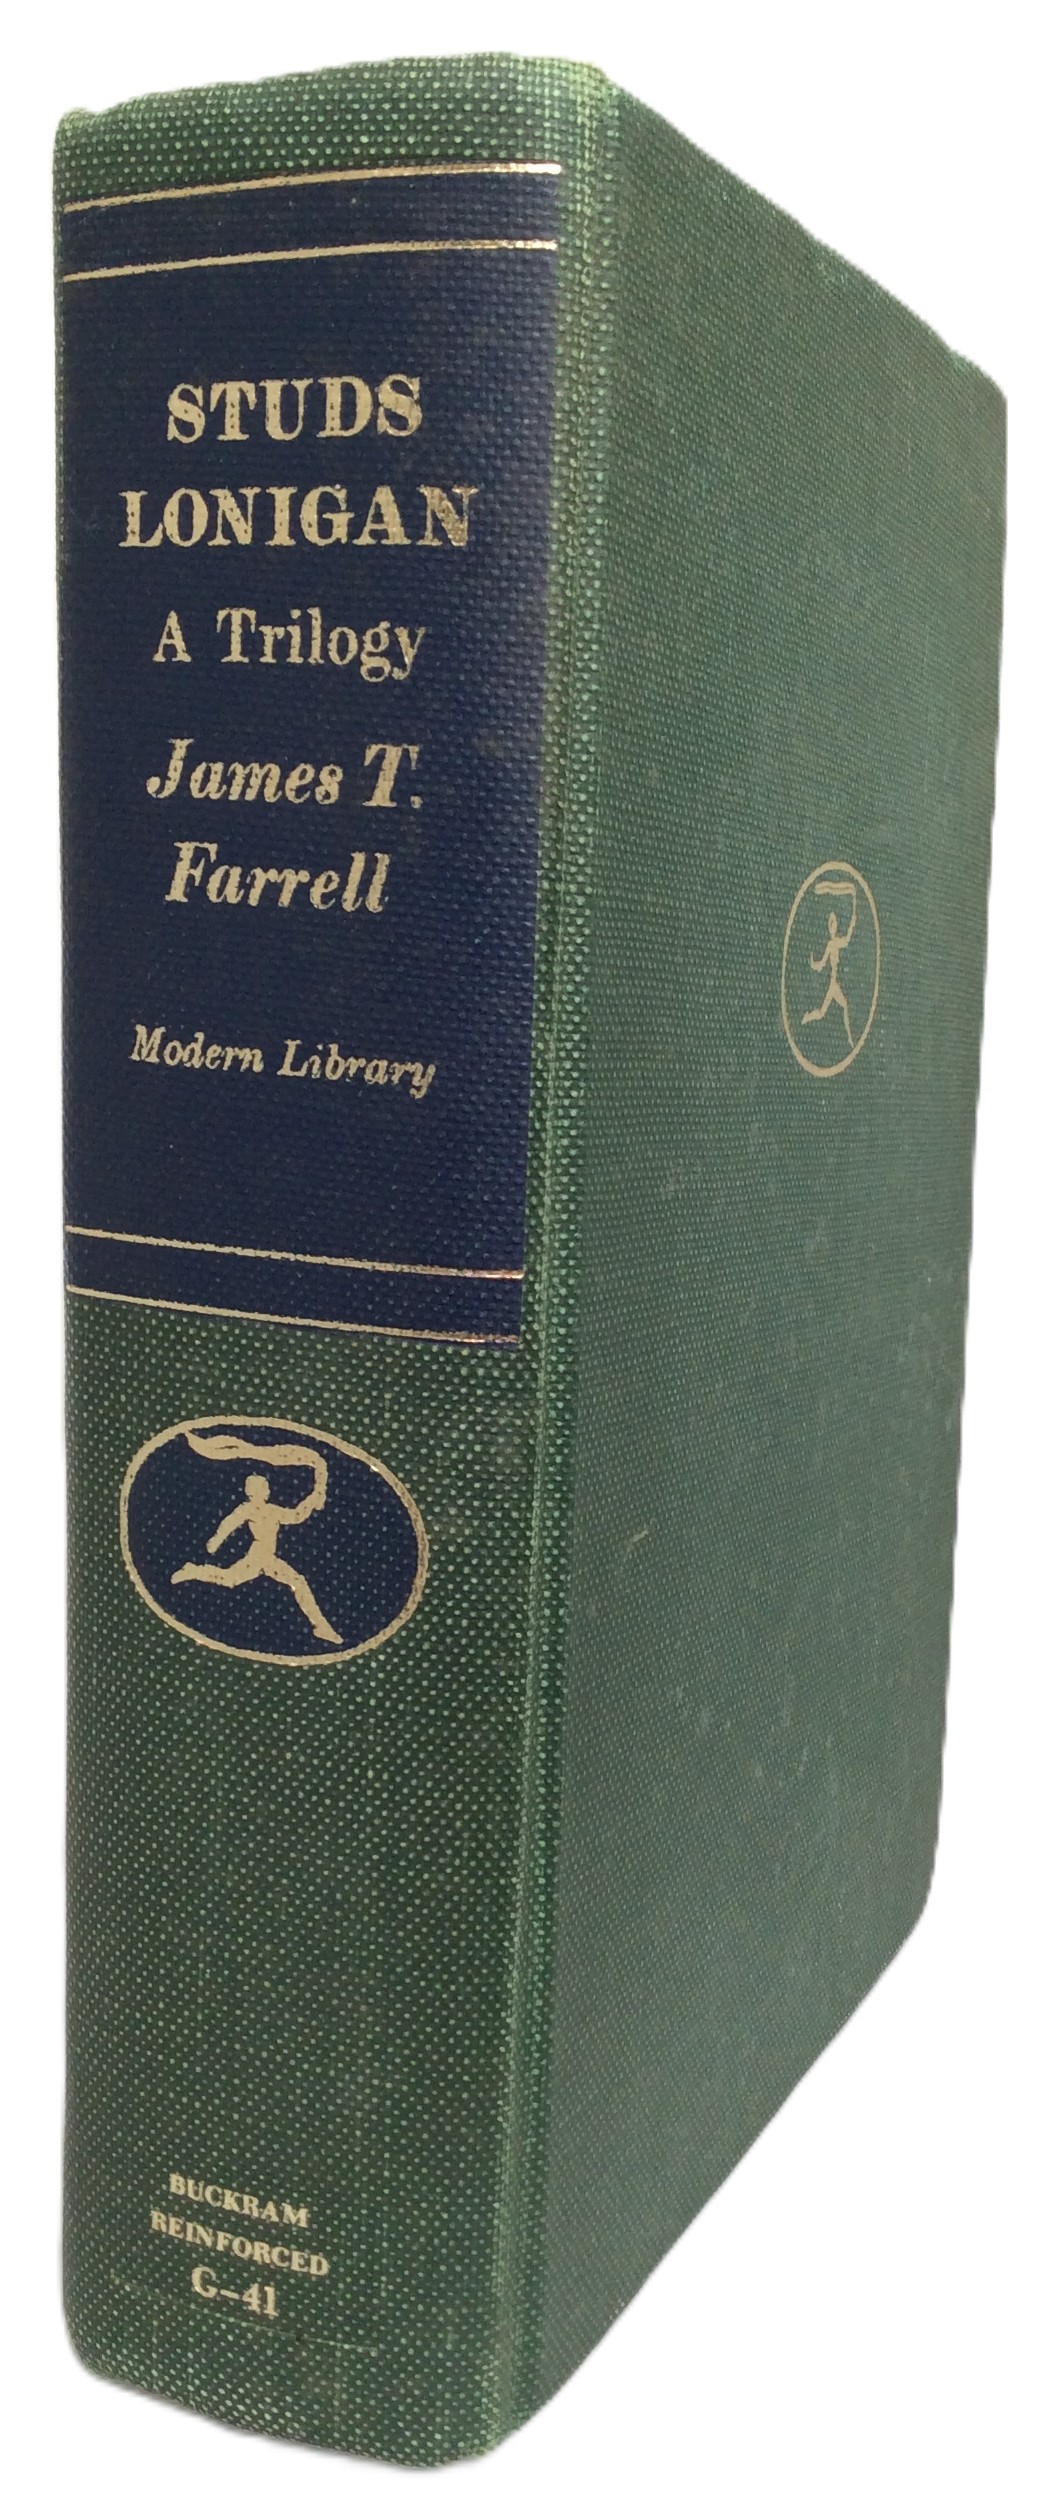 STUDS
LONIGAN
A Trilogy
James T.
Farrell
Modern Library
BUCKRAM
REINFORCED
G-41